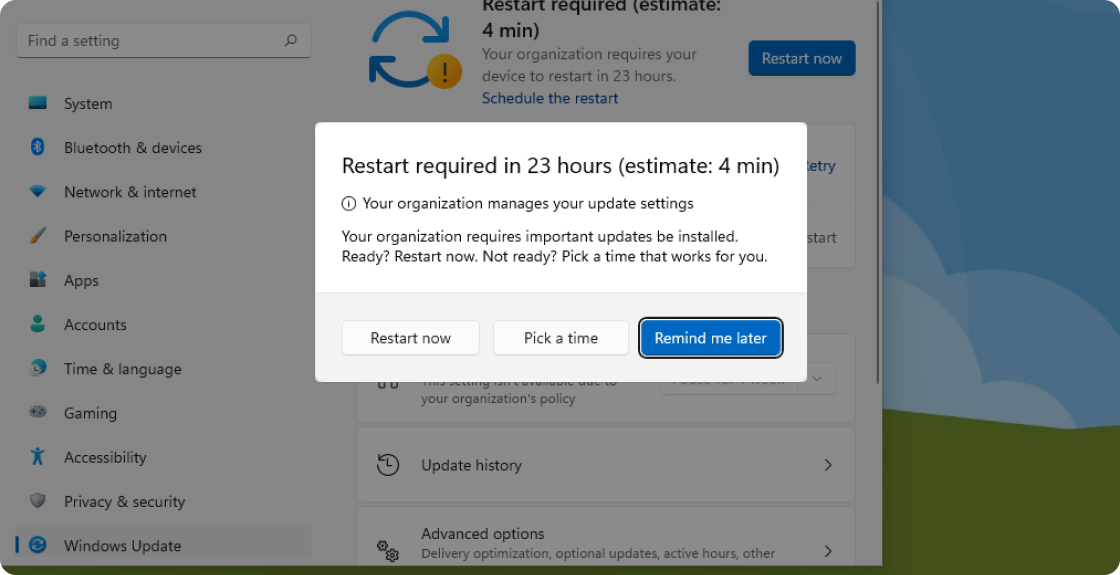 Restart required (estimate:
4 min)
Your organization requires your
device to restart in 23 hours.
Schedule the restart
Restart now
Find a setting
System
Bluetooth & devices
Network & internet
Personalization
Apps
Accounts
Time & language
Gaming
Accessibility
Privacy & security
Windows Update
Restart required in 23 hours (estimate: 4 min)
Your organization manages your update settings
Your organization requires important updates be installed.
Ready? Restart now. Not ready? Pick a time that works for you.
Restart now
Pick a time
Remind me later
etry
start
This setting isn't available due to
your organization's policy
Pause for 1 week
Update history
Advanced options
Delivery optimization, optional updates, active hours, other